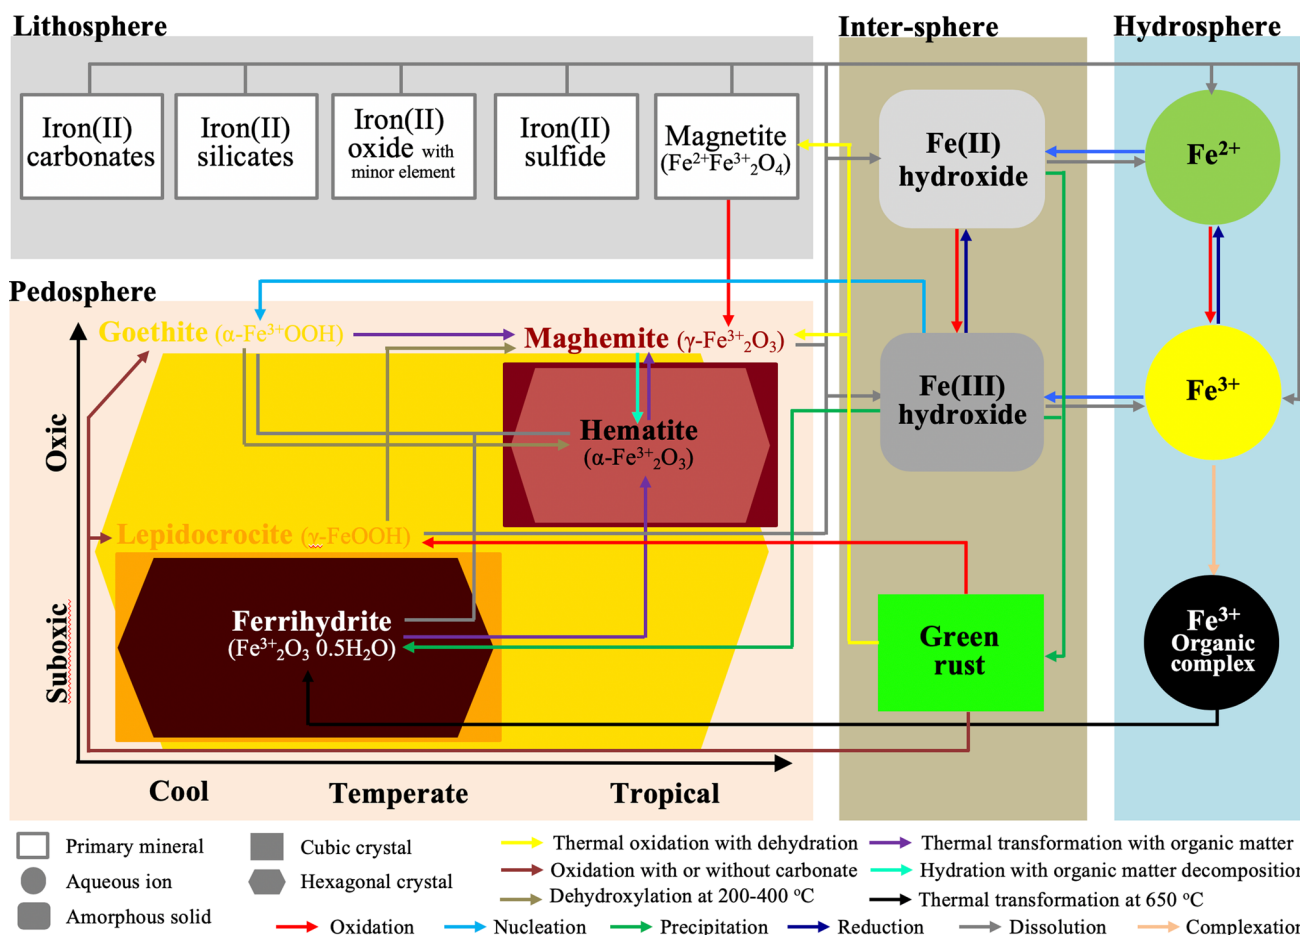 Lithosphere
Inter-sphere
Hydrosphere
Iron(II)
carbonates
Iron(II)
silicates
Iron(II)
oxide with
minor element
Iron(II)
sulfide
Magnetite
(Fe²⁺Fe³⁺₂O₄)
Fe(II)
hydroxide
Fe²⁺
Pedosphere
Goethite (α-Fe³⁺OOH)
Maghemite (γ-Fe³⁺₂O₃)
Fe(III)
hydroxide
Fe³⁺
Oxic
Hematite
(α-Fe³⁺₂O₃)
Lepidocrocite (γ-FeOOH)
Suboxic
Ferrihydrite
(Fe³⁺₂O₃ 0.5H₂O)
Green
rust
Fe³⁺
Organic
complex
Cool
Temperate
Tropical
Primary mineral
Aqueous ion
Amorphous solid
Cubic crystal
Hexagonal crystal
Thermal oxidation with dehydration
Thermal transformation with organic matter
Oxidation with or without carbonate
Hydration with organic matter decomposition
Dehydroxylation at 200-400 °C
Thermal transformation at 650 °C
Oxidation
Nucleation
Precipitation
Reduction
Dissolution
Complexation